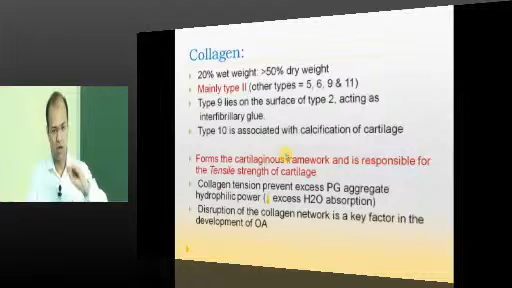 Collagen:
20% wet weight: >50% dry weight
Mainly type II (other types = 5, 6, 9 & 11)
Type 9 lies on the surface of type 2, acting as
interfibrillary glue.
Type 10 is associated with calcification of cartilage
Forms the cartilaginous framework and is responsible for
the Tensile strength of cartilage
Collagen tension prevent excess PG aggregate
hydrophilic power (↓ excess H2O absorption)
Disruption of the collagen network is a key factor in the
development of OA